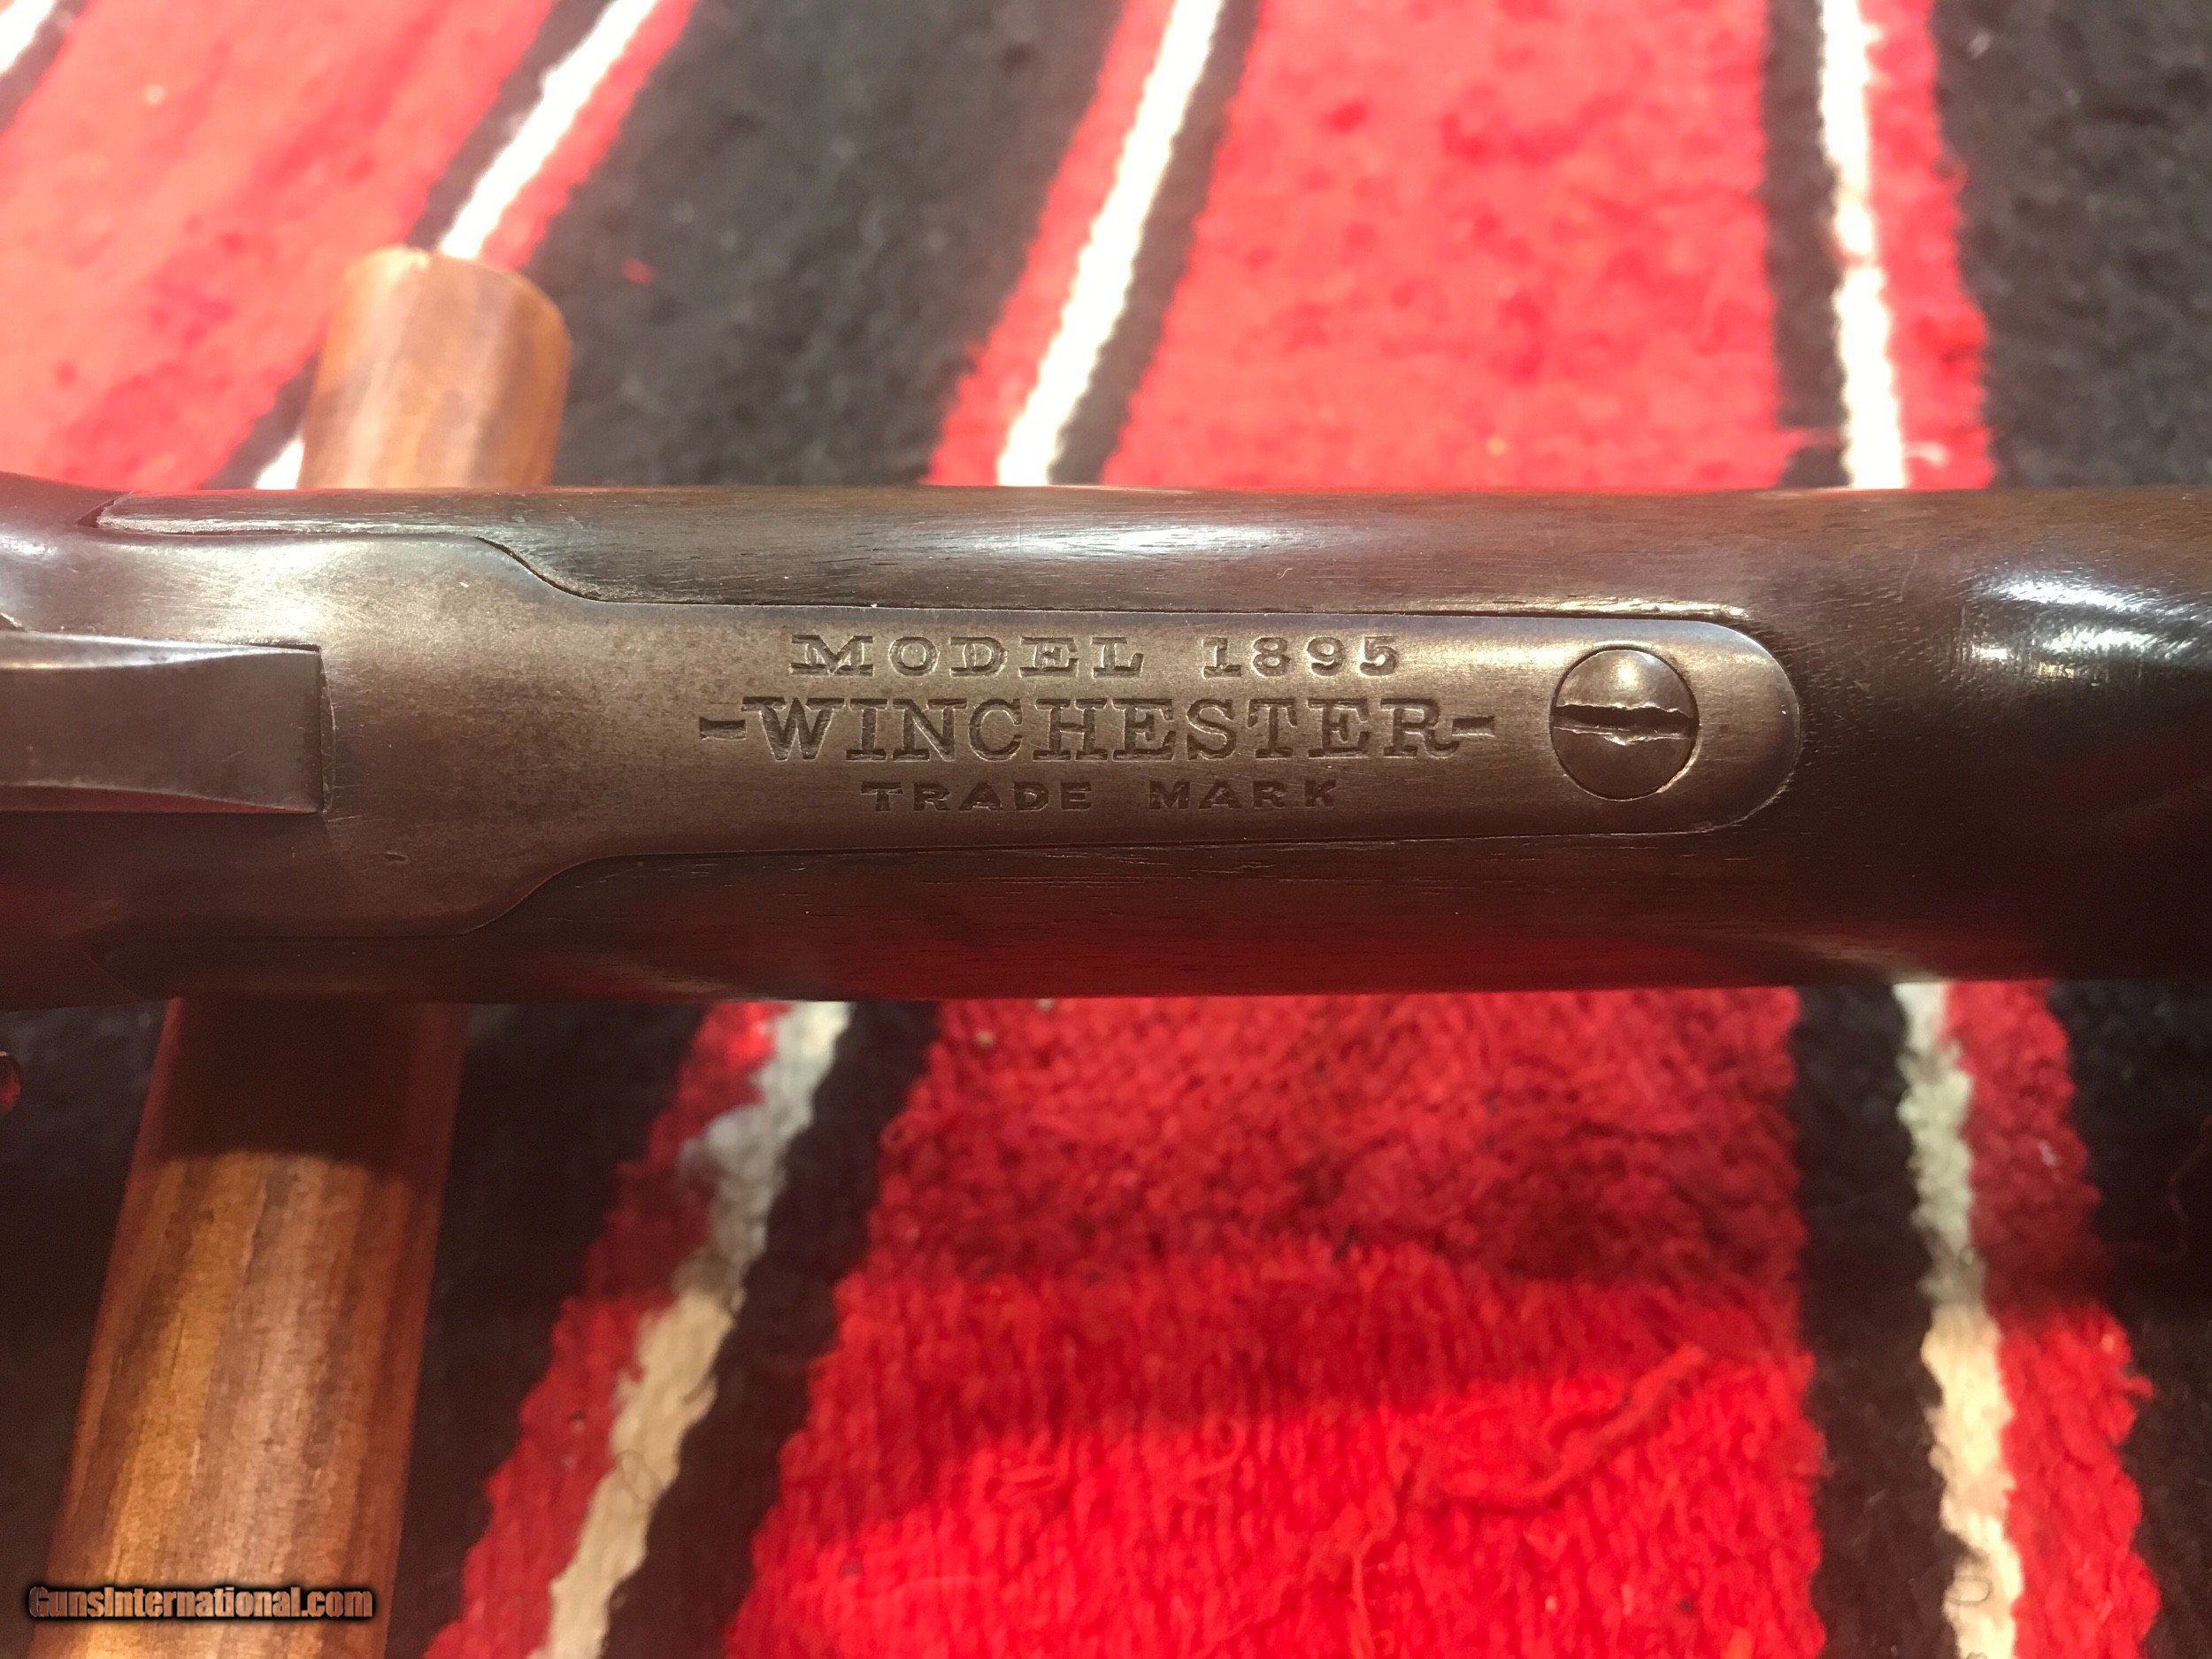 MODEL 1895
-WINCHESTER-
TRADE MARK
GunsInternational.com